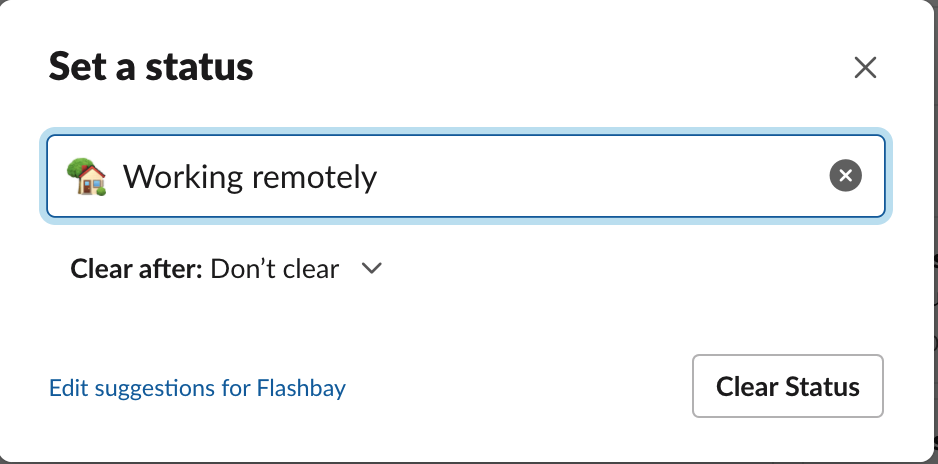 Set a status
Working remotely
Clear after: Don’t clear
Edit suggestions for Flashbay
Clear Status